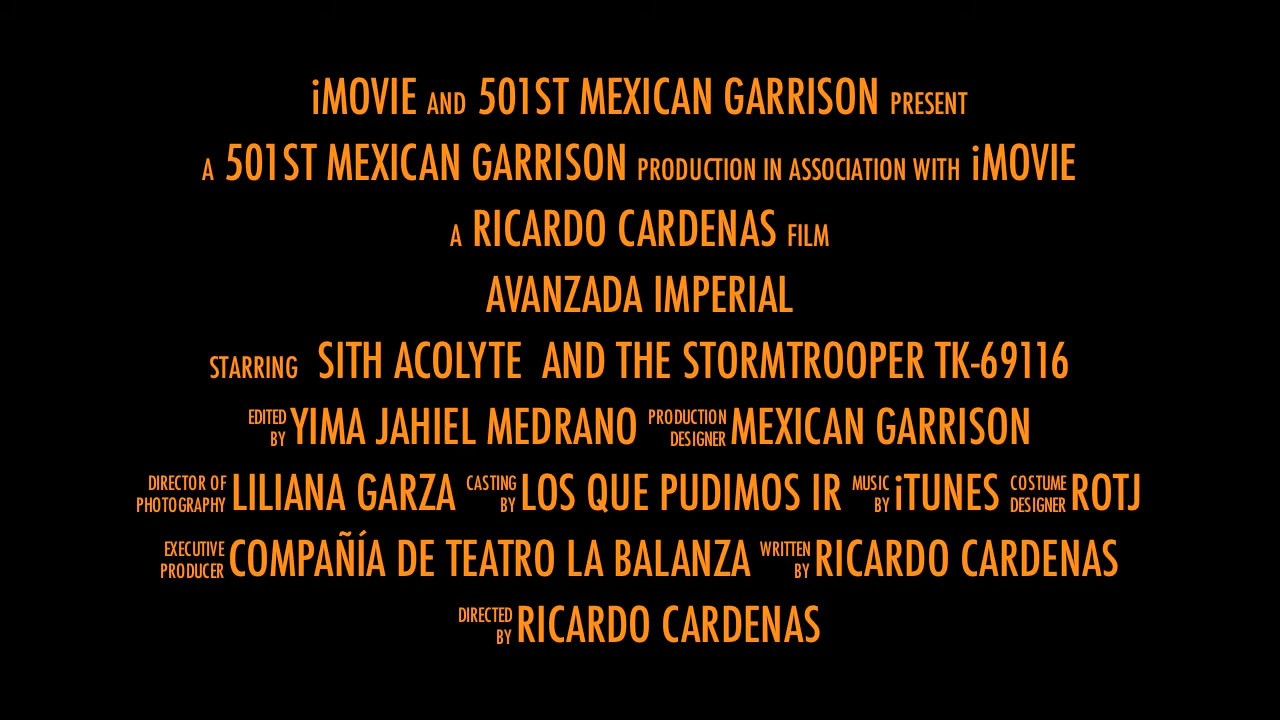 iMOVIE AND 501ST MEXICAN GARRISON PRESENT
A 501ST MEXICAN GARRISON PRODUCTION IN ASSOCIATION WITH iMOVIE
A RICARDO CARDENAS FILM
AVANZADA IMPERIAL
STARRING SITH ACOLYTE AND THE STORMTROOPER TK-69116
EDITED BY YIMA JAHIEL MEDRANO PRODUCTION DESIGNER MEXICAN GARRISON
DIRECTOR OF PHOTOGRAPHY LILIANA GARZA CASTING BY LOS QUE PUDIMOS IR MUSIC BY iTUNES COSTUME DESIGNER ROTJ
EXECUTIVE PRODUCER COMPAÑÍA DE TEATRO LA BALANZA WRITTEN BY RICARDO CARDENAS
DIRECTED BY RICARDO CARDENAS